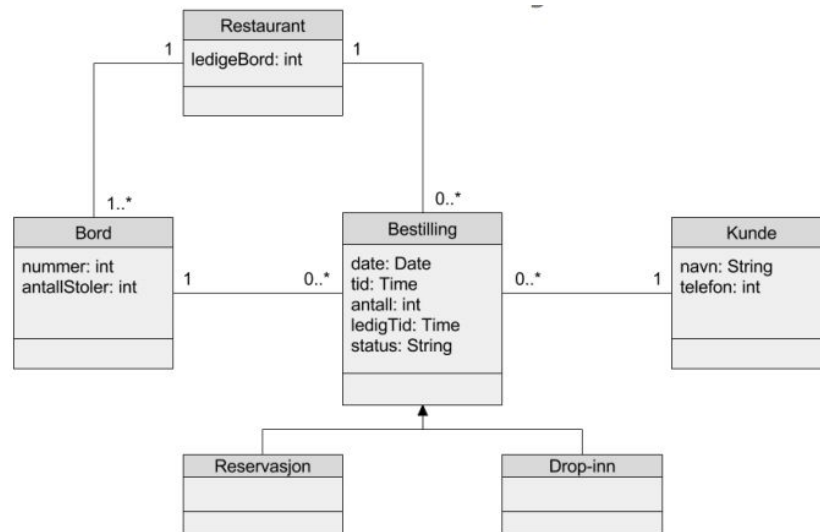 Restaurant
ledigeBord: int
1
1
1..*
0..*
Bord
nummer: int
antallStoler: int
1
0..*
Bestilling
date: Date
tid: Time
antall: int
ledigTid: Time
status: String
0..*
1
Kunde
navn: String
telefon: int
Reservasjon
Drop-inn